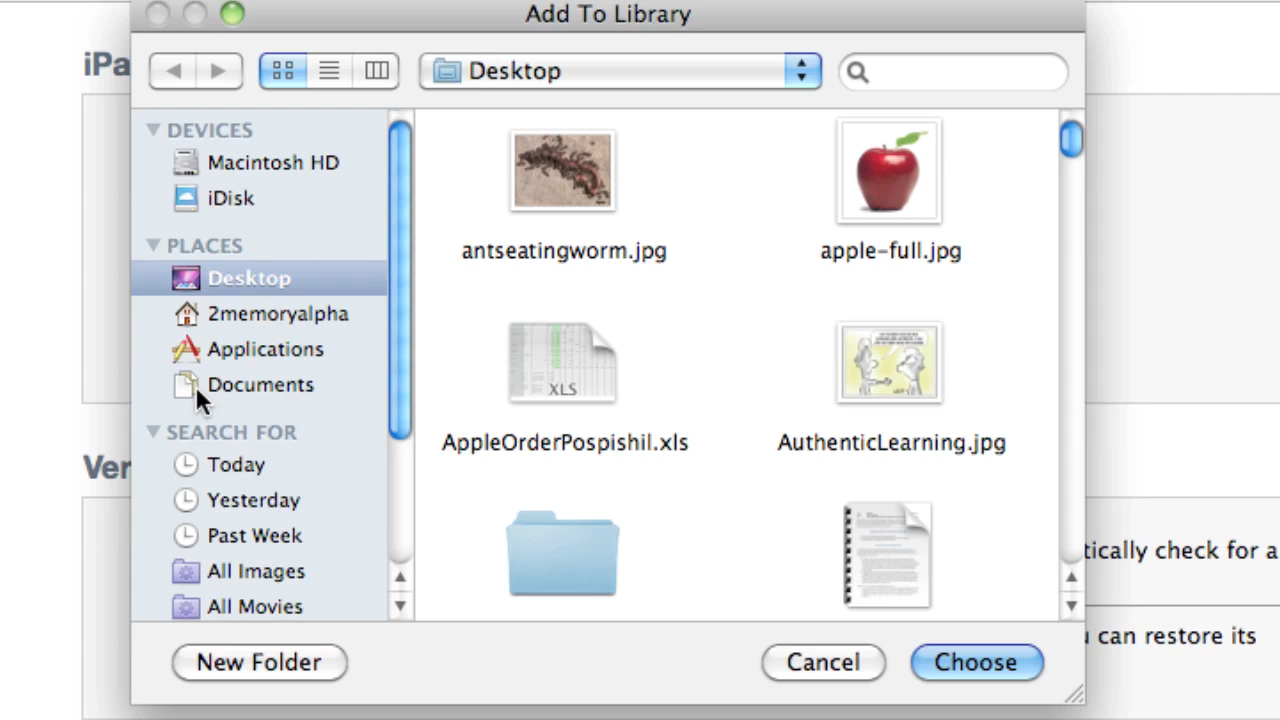 Add To Library
iPa
Desktop
DEVICES
Macintosh HD
iDisk
PLACES
Desktop
2memoryalpha
Applications
Documents
SEARCH FOR
Today
Yesterday
Past Week
All Images
All Movies
antseatingworm.jpg
apple-full.jpg
XLS
AppleOrderPospishil.xls
AuthenticLearning.jpg
Ver
tically check for a
u can restore its
New Folder
Cancel
Choose